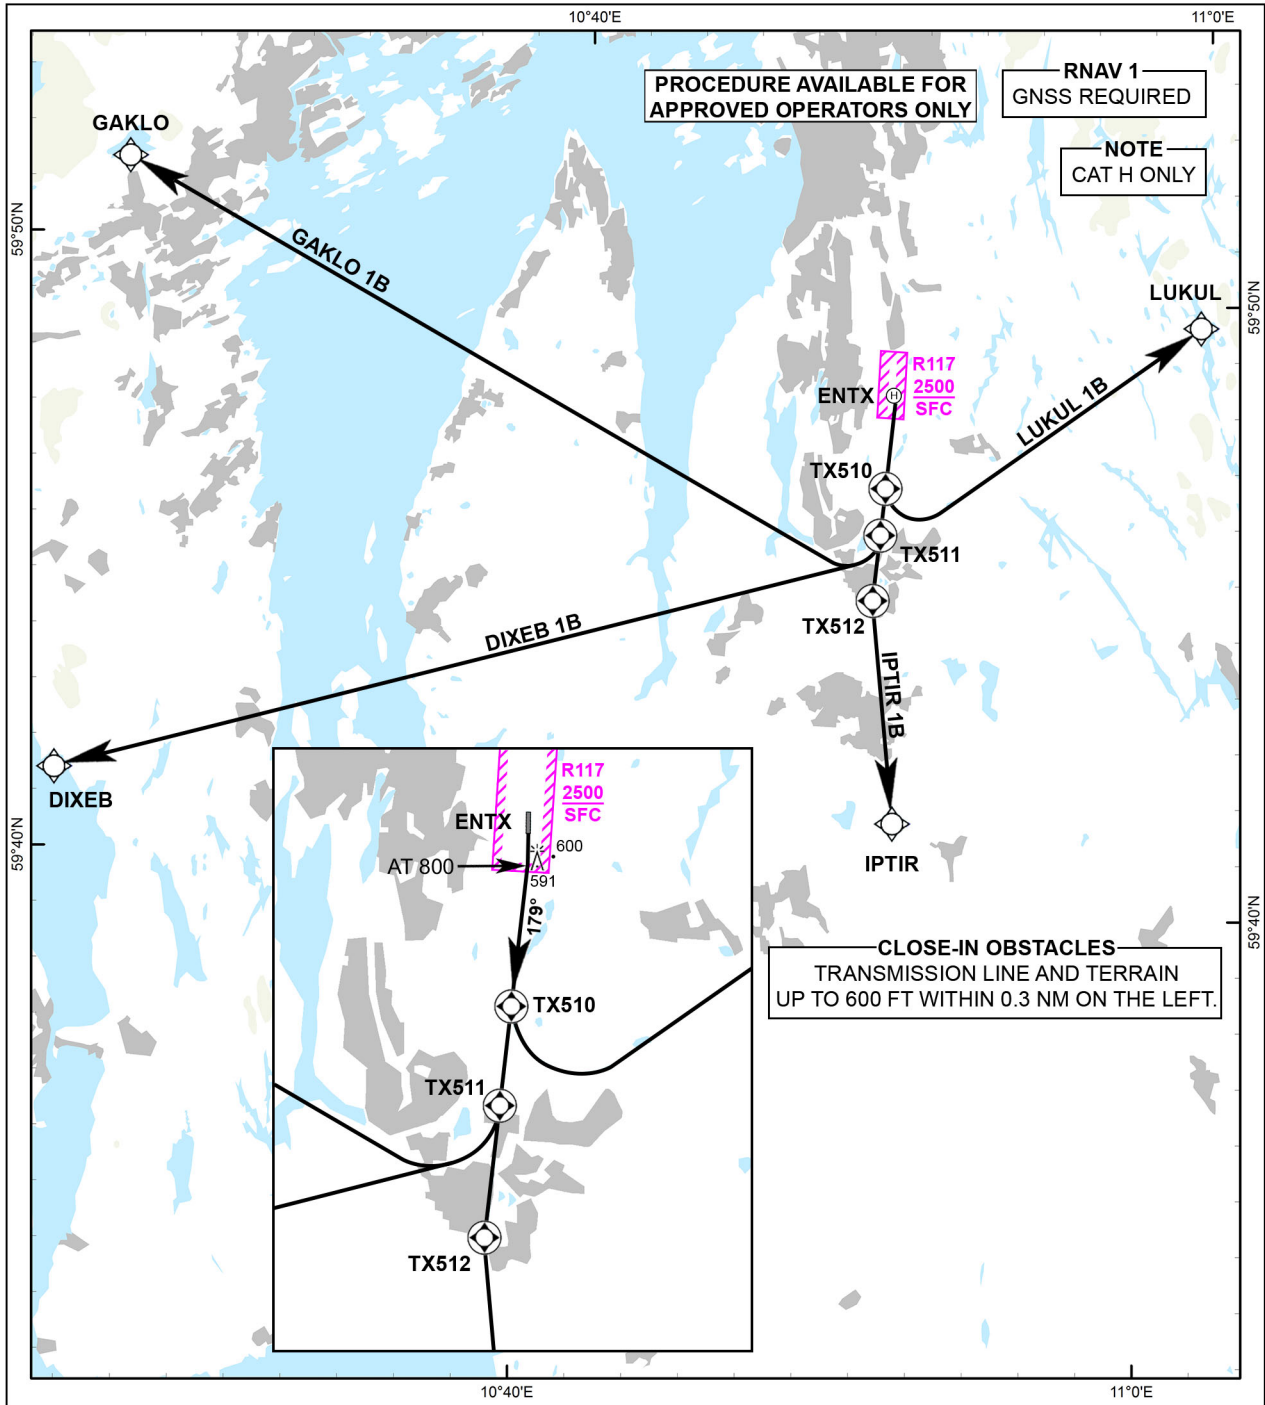 10°40'E
11°0'E
PROCEDURE AVAILABLE FOR
APPROVED OPERATORS ONLY
RNAV 1
GNSS REQUIRED
NOTE
CAT H ONLY
GAKLO
59°50'N
GAKLO 1B
LUKUL
59°50'N
R117
2500
SFC
ENTX
H
LUKUL 1B
TX510
TX511
TX512
DIXEB 1B
IPTIR 1B
DIXEB
IPTIR
59°40'N
59°40'N
R117
2500
SFC
ENTX
600
AT 800
591
179°
TX510
TX511
TX512
CLOSE-IN OBSTACLES
TRANSMISSION LINE AND TERRAIN
UP TO 600 FT WITHIN 0.3 NM ON THE LEFT.
10°40'E
11°0'E